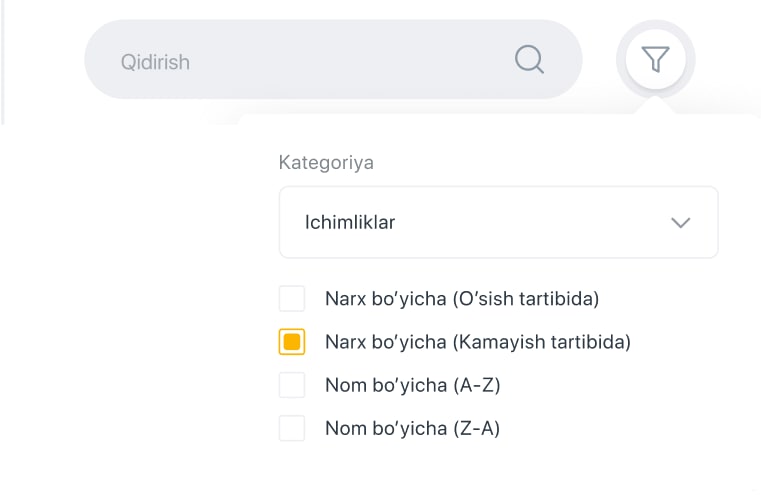 Qidirish
Kategoriya
Ichimliklar
Narx bo’yicha (O’sish tartibida)
Narx bo’yicha (Kamayish tartibida)
Nom bo’yicha (A-Z)
Nom bo’yicha (Z-A)